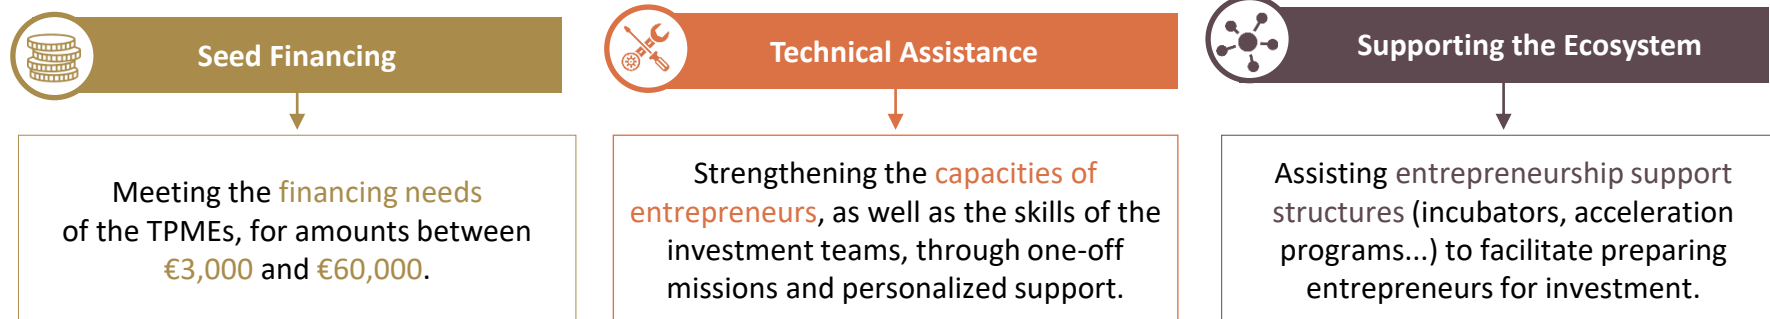 Seed Financing
Meeting the financing needs
of the TPMEs, for amounts between
€3,000 and €60,000.
Technical Assistance
Strengthening the capacities of
entrepreneurs, as well as the skills of the
investment teams, through one-off
missions and personalized support.
Supporting the Ecosystem
Assisting entrepreneurship support
structures (incubators, acceleration
programs...) to facilitate preparing
entrepreneurs for investment.